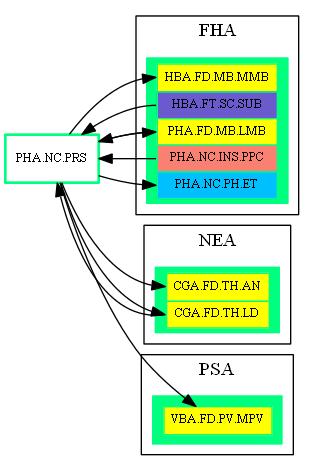 FHA
HBA.FD.MB.MMB
HBA.FT.SC.SUB
PHA.FD.MB.LMB
PHA.NC.INS.PPC
PHA.NC.PH.ET
PHA.NC.PRS
NEA
CGA.FD.TH.AN
CGA.FD.TH.LD
PSA
VBA.FD.PV.MPV